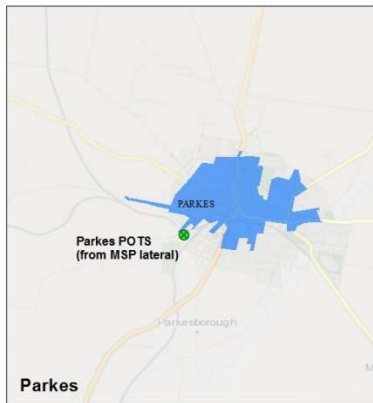 PARKES
Parkes POTS
(from MSP lateral)
Parkesborough
M
Parkes